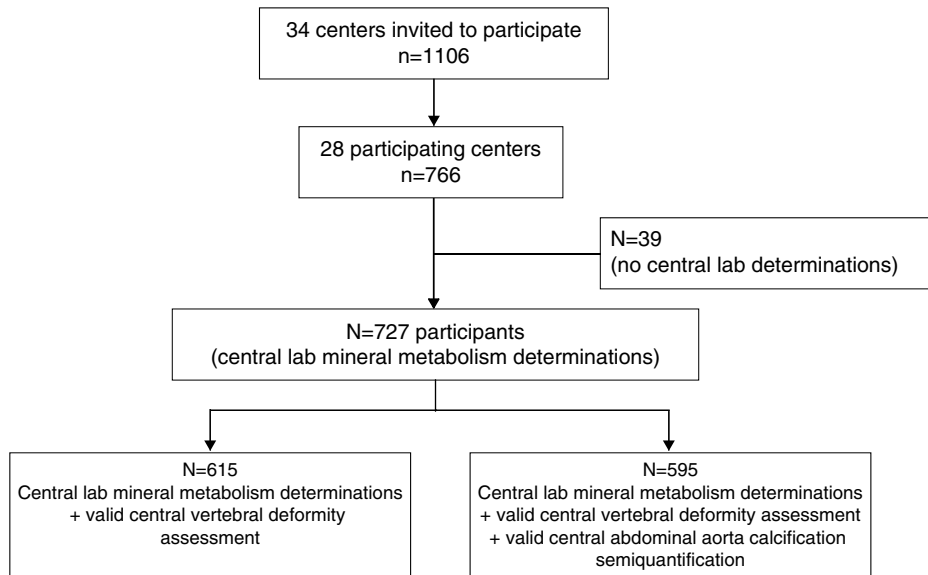 34 centers invited to participate
n=1106
28 participating centers
n=766
N=39
(no central lab determinations)
N=727 participants
(central lab mineral metabolism determinations)
N=615
Central lab mineral metabolism determinations
+ valid central vertebral deformity
assessment
N=595
Central lab mineral metabolism determinations
+ valid central vertebral deformity assessment
+ valid central abdominal aorta calcification
semiquantification